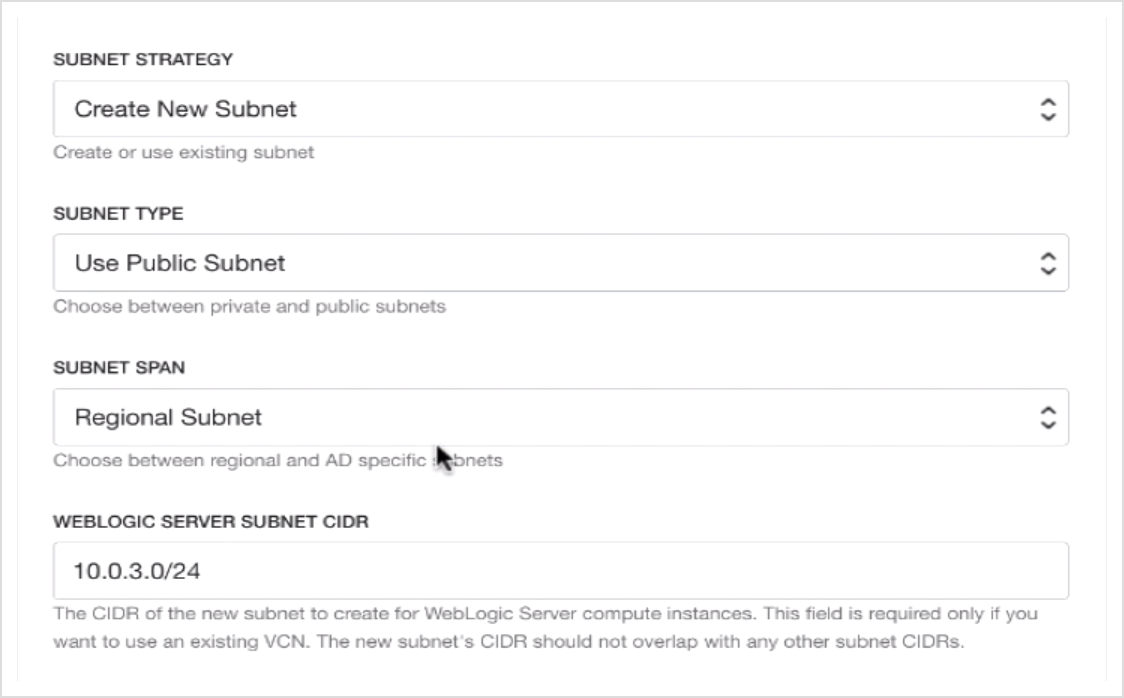 SUBNET STRATEGY
Create New Subnet
Create or use existing subnet
SUBNET TYPE
Use Public Subnet
Choose between private and public subnets
SUBNET SPAN
Regional Subnet
Choose between regional and AD specific subnets
WEBLOGIC SERVER SUBNET CIDR
10.0.3.0/24
The CIDR of the new subnet to create for WebLogic Server compute instances. This field is required only if you
want to use an existing VCN. The new subnet's CIDR should not overlap with any other subnet CIDRs.